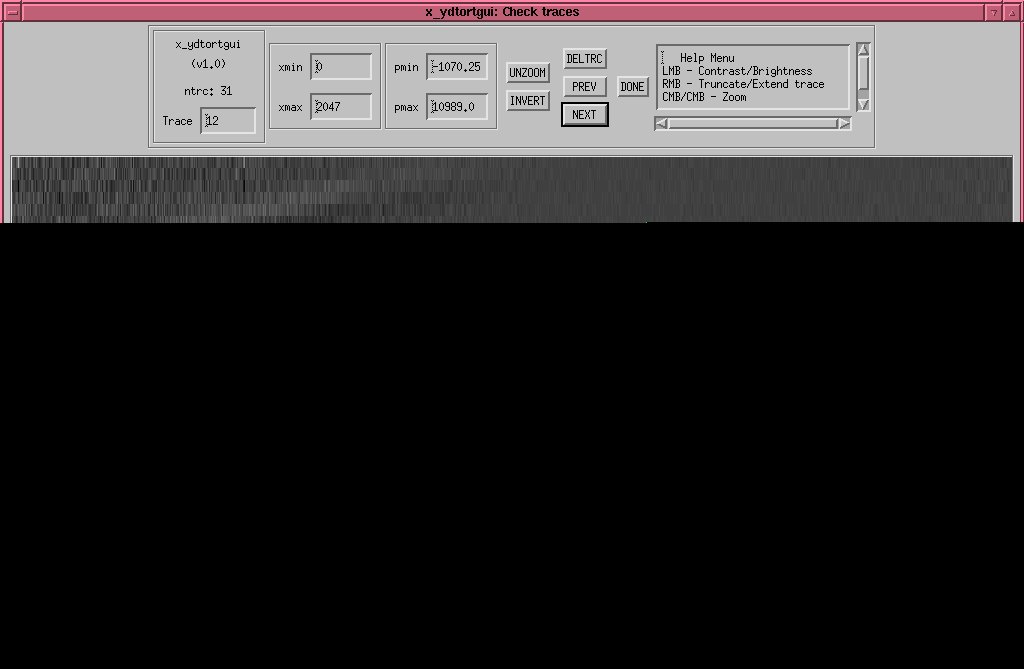 x_ydtortgui: Check traces
x_ydtortgui
(v1.0)
ntrc: 31
Trace 12
xmin 0
xmax 2047
pmin -1070.25
pmax 10989.0
UNZOOM
INVERT
DELTRC
PREV
NEXT
DONE
Help Menu
LMB - Contrast/Brightness
RMB - Truncate/Extend trace
CMB/CMB - Zoom